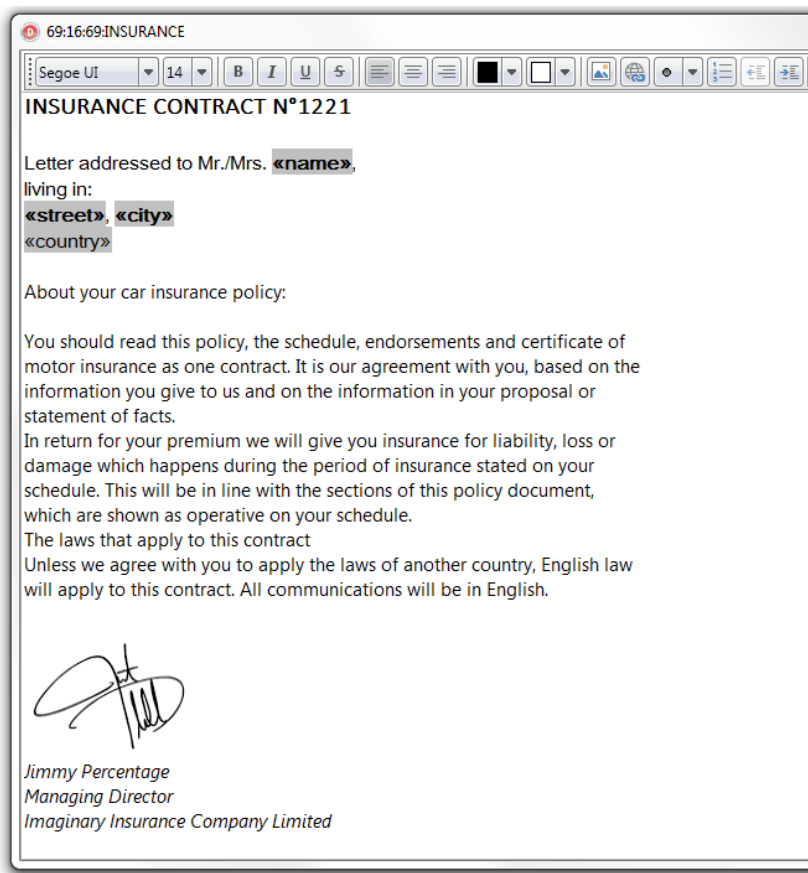 69:16:69:INSURANCE
Segoe UI 14 B I U S
INSURANCE CONTRACT N°1221
Letter addressed to Mr./Mrs. «name»,
living in:
«street», «city»
«country»
About your car insurance policy:
You should read this policy, the schedule, endorsements and certificate of
motor insurance as one contract. It is our agreement with you, based on the
information you give to us and on the information in your proposal or
statement of facts.
In return for your premium we will give you insurance for liability, loss or
damage which happens during the period of insurance stated on your
schedule. This will be in line with the sections of this policy document,
which are shown as operative on your schedule.
The laws that apply to this contract
Unless we agree with you to apply the laws of another country, English law
will apply to this contract. All communications will be in English.
Jimmy Percentage
Managing Director
Imaginary Insurance Company Limited